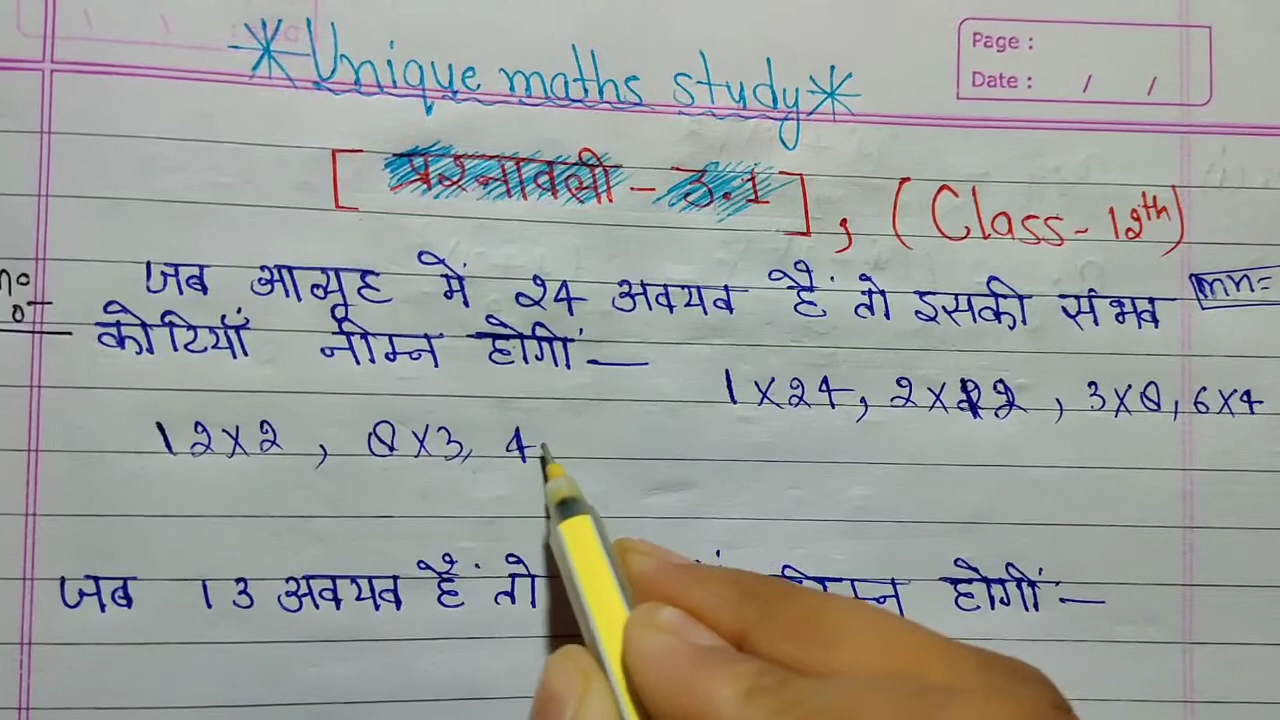 *Unique maths study*
Page :
Date : / /
[ प्रश्नावली - 3.1 ] , (Class - 12th)
जब आव्यूह में 24 अवयव हैं तो इसकी संभव mn=
कोटियाँ नीम्न होगीं —
1 X 24 , 2 X 12 , 3 X 8 , 6 X 4
12 X 2 , 8 X 3 , 4
जब 13 अवयव हैं तो नीम्न होगीं —